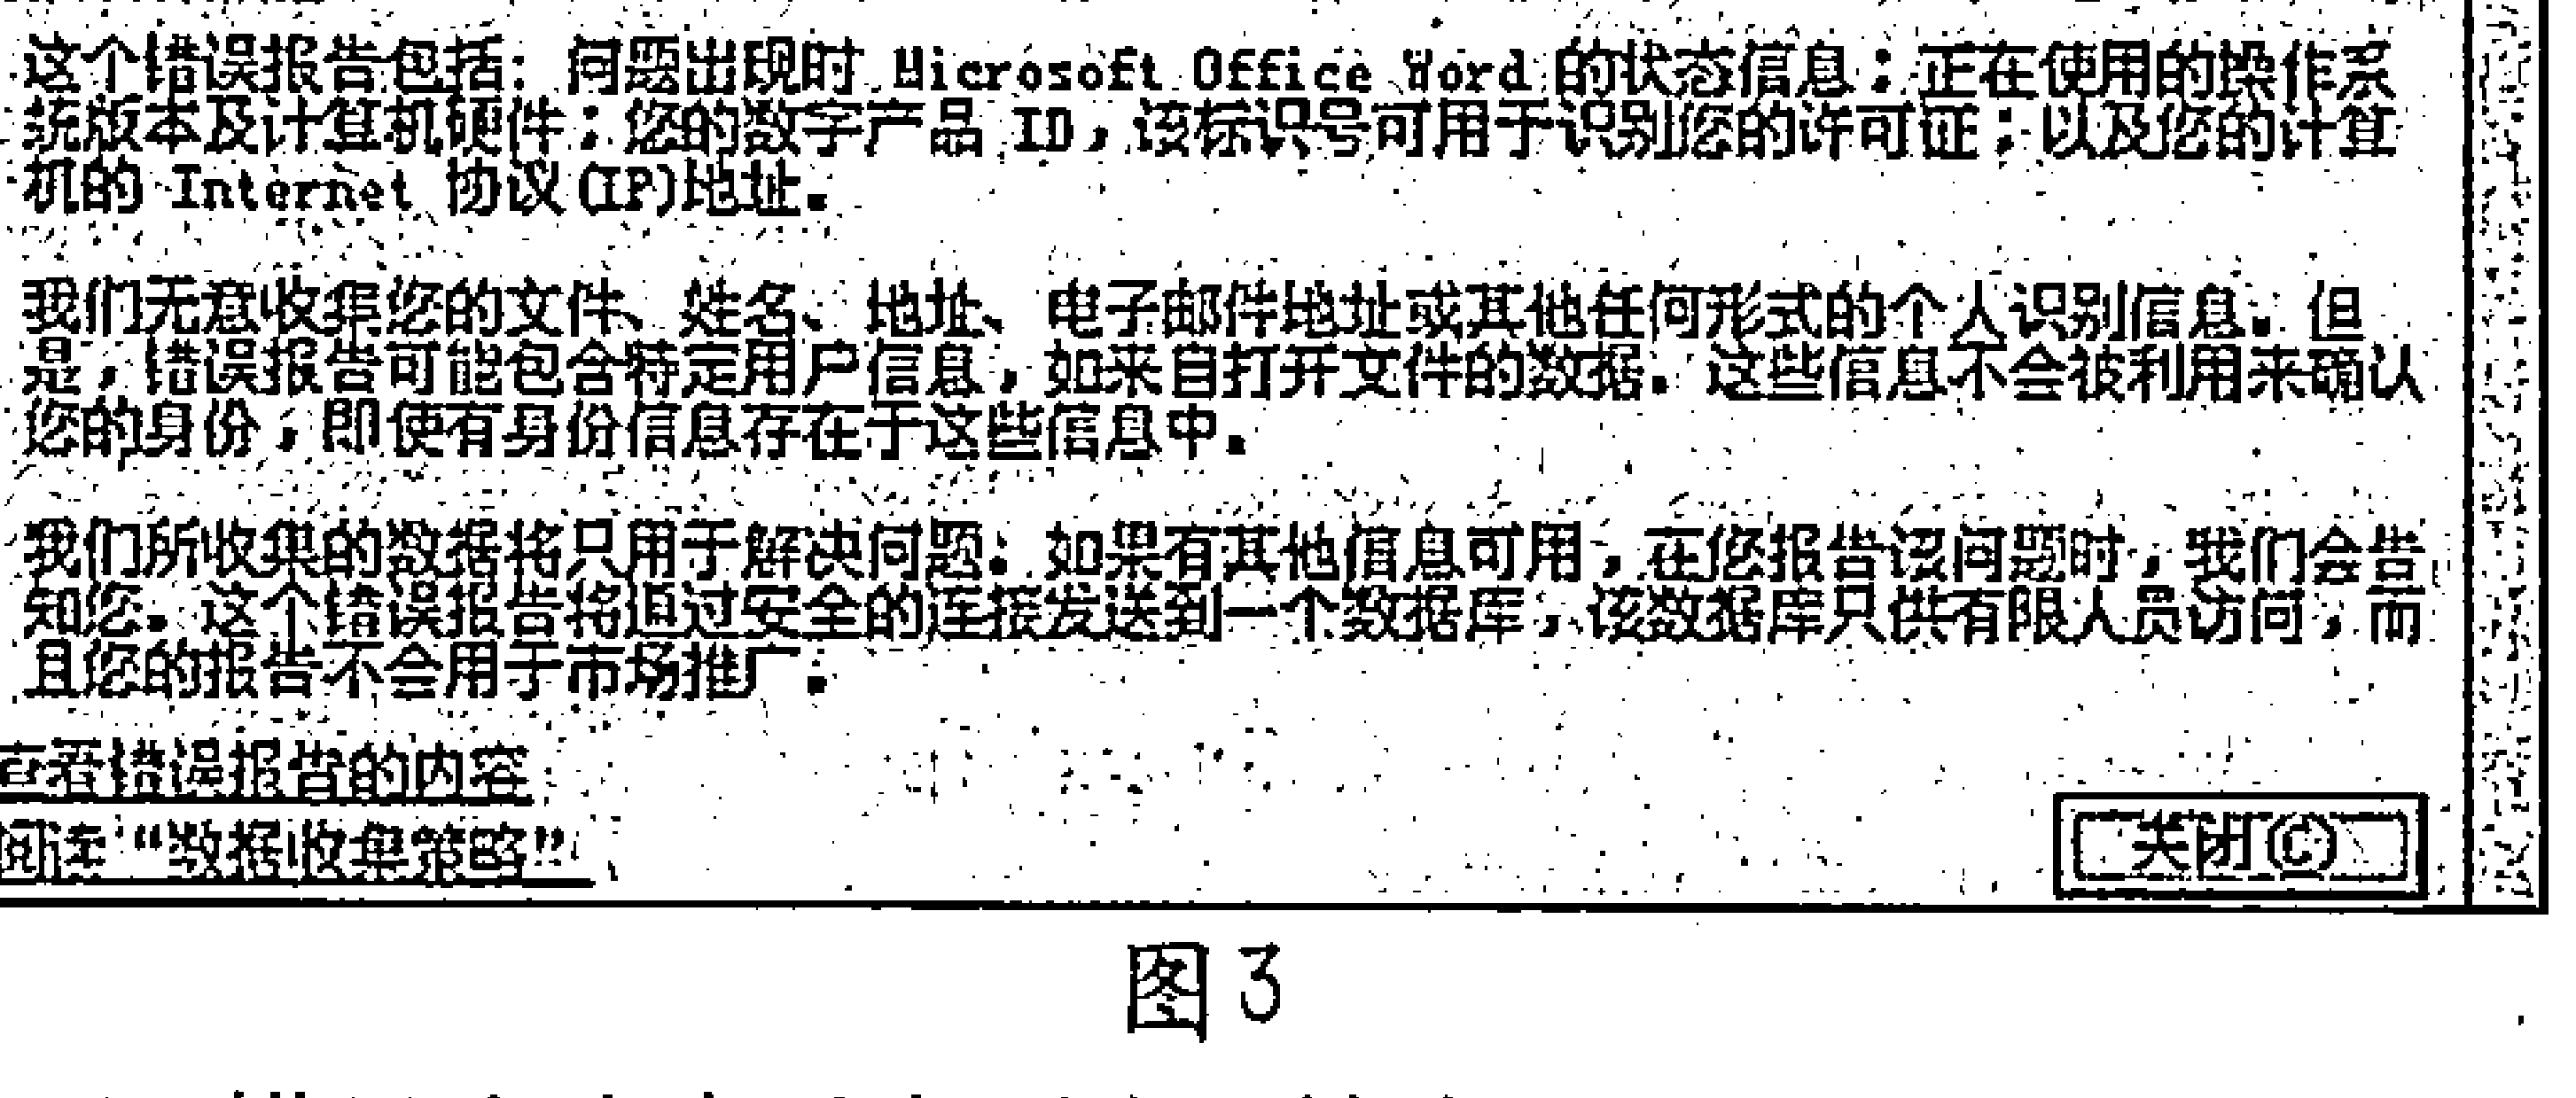 这个错误报告包括: 问题出现时 Microsoft Office Word 的状态信息；正在使用的操作系
统版本及计算机硬件；您的数字产品 ID，该标识号可用于识别您的许可证；以及您的计算
机的 Internet 协议(IP)地址。
我们无意收集您的文件、姓名、地址、电子邮件地址或其他任何形式的个人识别信息。但
是，错误报告可能包含特定用户信息，如来自打开文件的数据。这些信息不会被利用来确认
您的身份，即使有身份信息存在于这些信息中。
我们所收集的数据将只用于解决问题。如果有其他信息可用，在您报告该问题时，我们会告
知您。这个错误报告将通过安全的连接发送到一个数据库，该数据库只供有限人员访问，而
且您的报告不会用于市场推广。
查看错误报告的内容
阅读“数据收集策略”
关闭(C)
图3